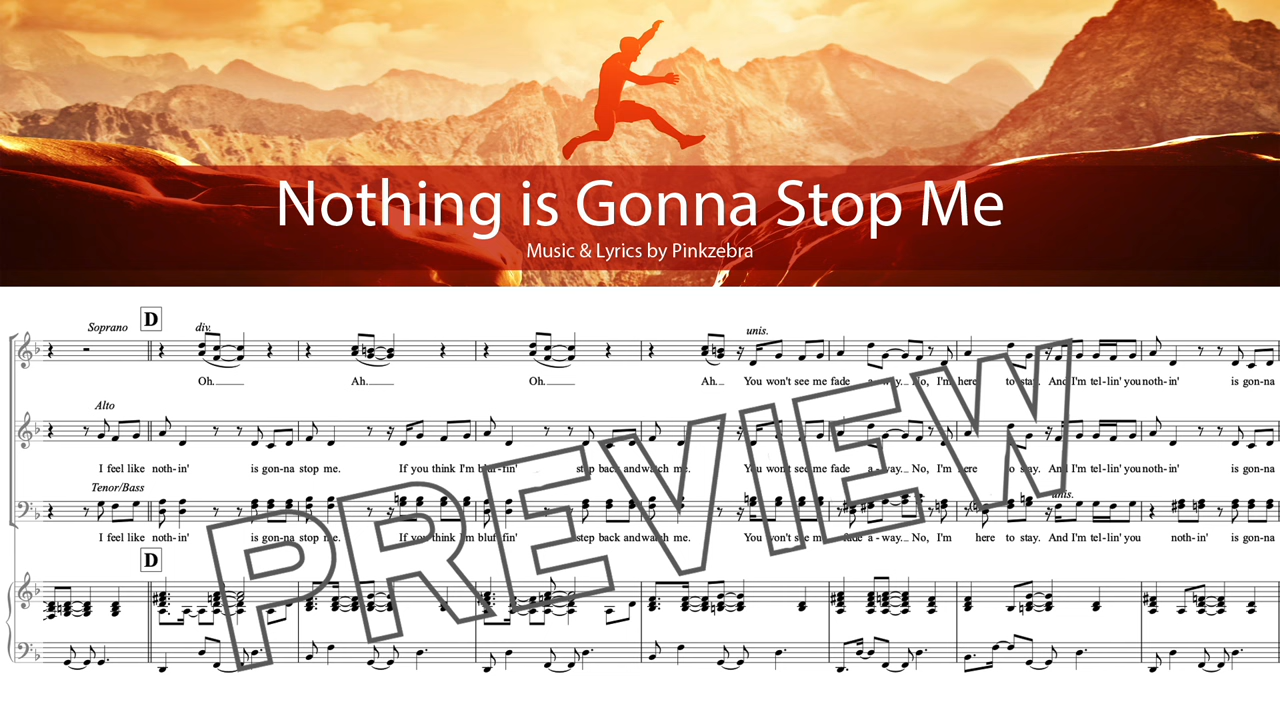 Nothing is Gonna Stop Me
Music & Lyrics by Pinkzebra
D
Soprano
div.
unis.
Oh. Ah. Oh. Ah. You won't see me fade a-way. No, I'm here to stay. And I'm tel-lin' you noth-in' is gon-na
Alto
I feel like noth-in' is gon-na stop me. If you think I'm bluf-fin' step back and watch me. You won't see me fade a-way. No, I'm here to stay. And I'm tel-lin' you noth-in' is gon-na
Tenor/Bass
unis.
I feel like noth-in' is gon-na stop me. If you think I'm bluf-fin' step back and watch me. You won't see me fade a-way. No, I'm here to stay. And I'm tel-lin' you noth-in' is gon-na
D
PREVIEW